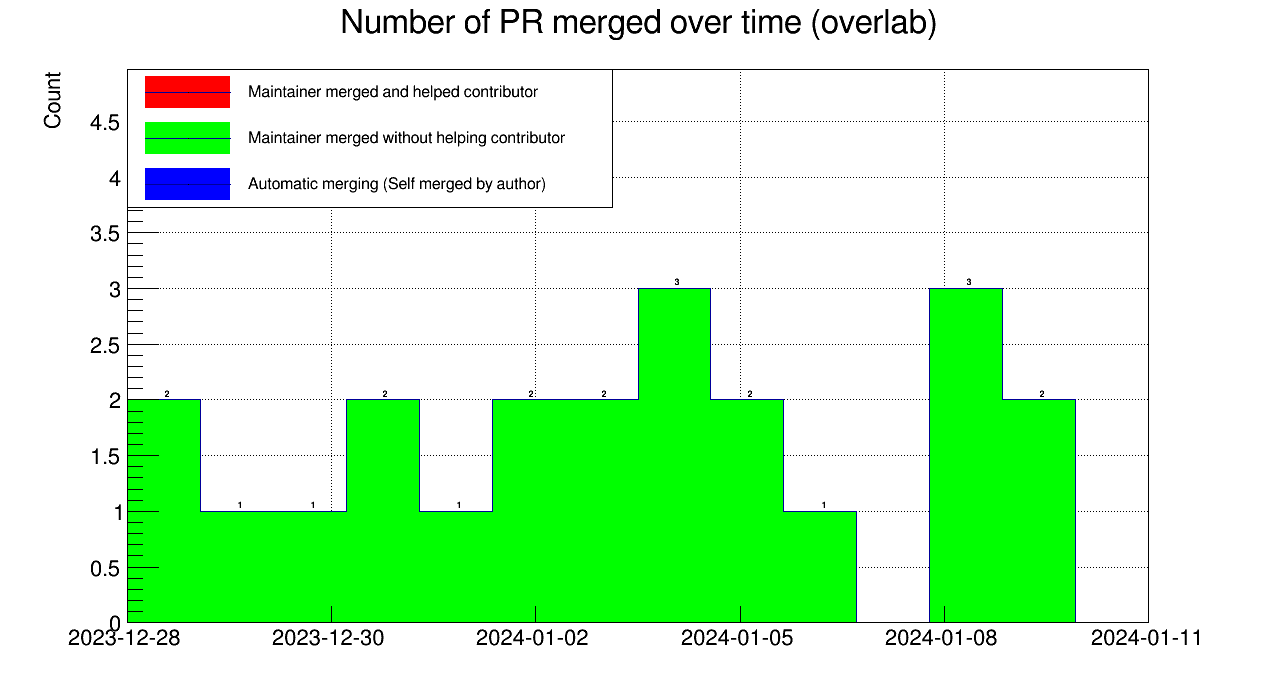 Number of PR merged over time (overlab)
Count
Maintainer merged and helped contributor
Maintainer merged without helping contributor
Automatic merging (Self merged by author)
4.5
4
3.5
3
2.5
2
1.5
1
0.5
0
2 1 1 2 1 2 2 3 2 1 3 2
2023-12-28 2023-12-30 2024-01-02 2024-01-05 2024-01-08 2024-01-11